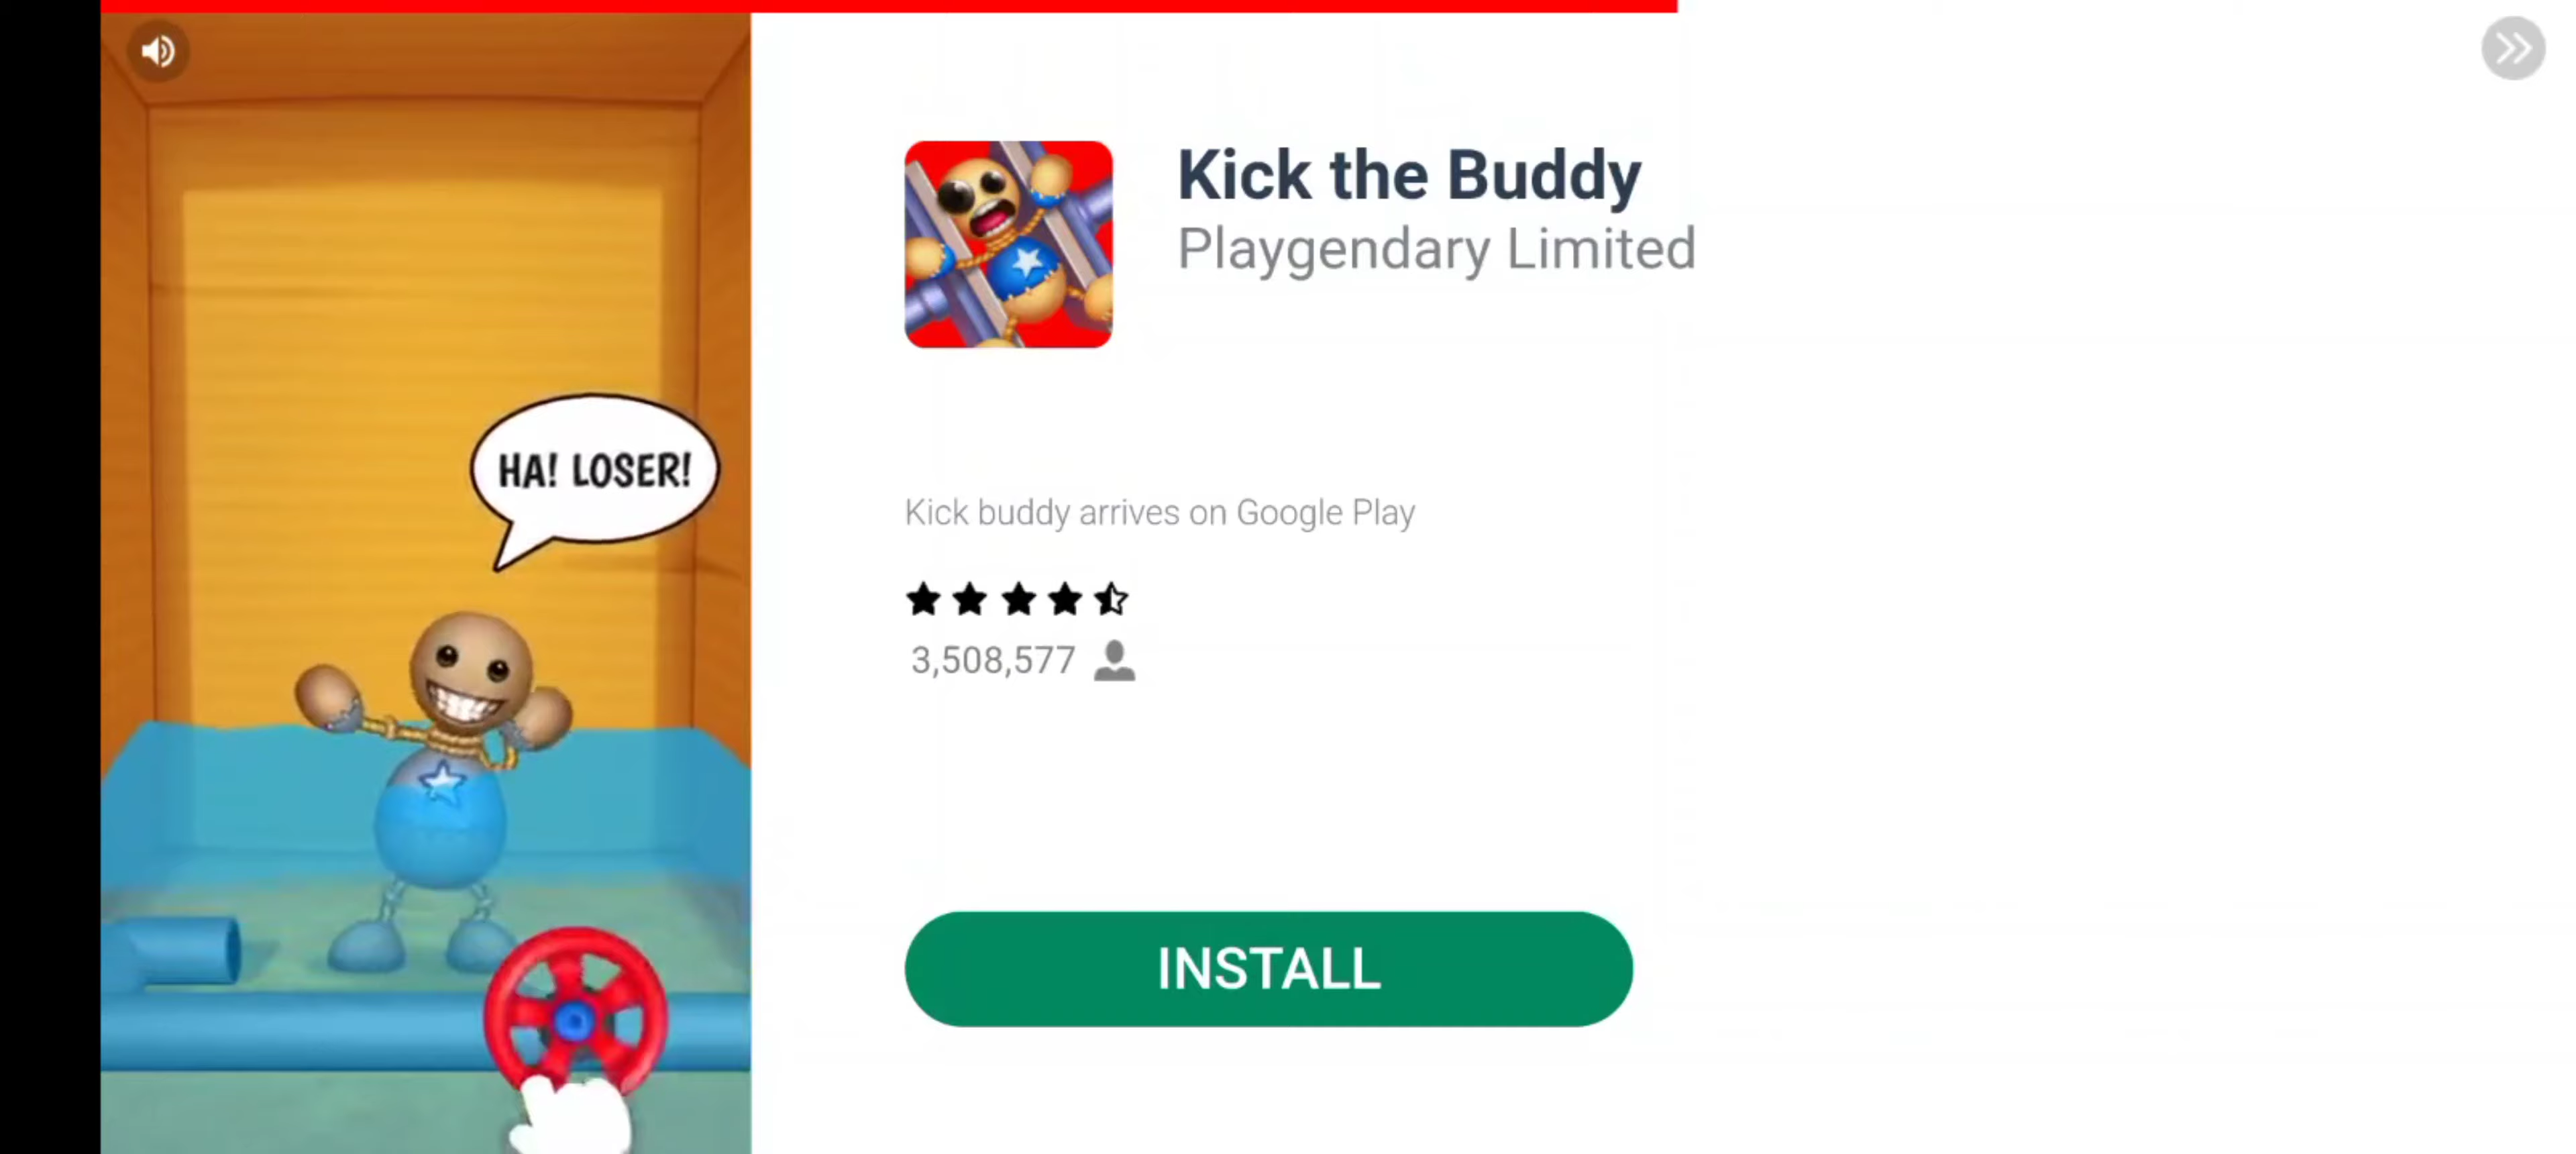 Kick the Buddy
Playgendary Limited
HA! LOSER!
Kick buddy arrives on Google Play
3,508,577
INSTALL